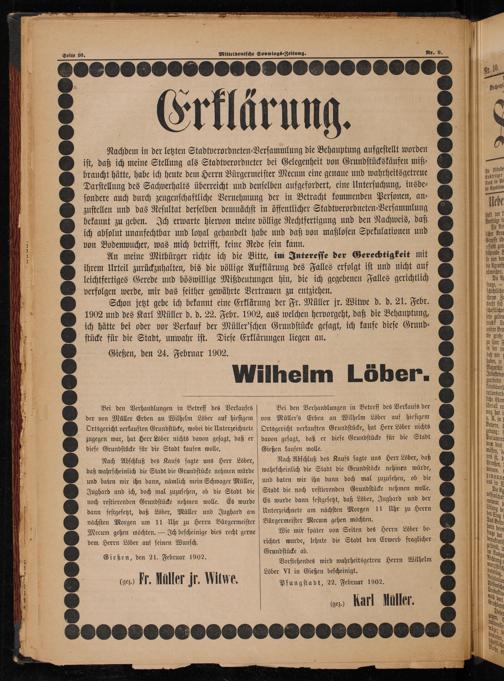 Seite 10.
Mitteldeutsche Sonntags-Zeitung.
Nr. 9.
Erklärung.
Nachdem in der letzten Stadtverordneten-Versammlung die Behauptung aufgestellt worden
ist, daß ich meine Stellung als Stadtverordneter bei Gelegenheit von Grundstückskäufen miß-
braucht hätte, habe ich heute dem Herrn Bürgermeister Mecum eine genaue und wahrheitsgetreue
Darstellung des Sachverhalts überreicht und denselben aufgefordert, eine Untersuchung, insbe-
sondere auch durch zeugenschaftliche Vernehmung der in Betracht kommenden Personen, an-
zustellen und das Resultat derselben demnächst in öffentlicher Stadtverordneten-Versammlung
bekannt zu geben. Ich erwarte hiervon meine völlige Rechtfertigung und den Nachweis, daß
ich absolut unanfechtbar und loyal gehandelt habe und daß von maßlosen Spekulationen und
von Bodenwucher, was mich betrifft, keine Rede sein kann.
An meine Mitbürger richte ich die Bitte, im Interesse der Gerechtigkeit mit
ihrem Urteil zurückzuhalten, bis die völlige Aufklärung des Falles erfolgt ist und nicht auf
leichtfertiges Gerede und böswillige Mißdeutungen hin, die ich gegebenen Falles gerichtlich
verfolgen werde, mir das seither gewährte Vertrauen zu entziehen.
Schon jetzt gebe ich bekannt eine Erklärung der Fr. Müller jr. Witwe d. d. 21. Febr.
1902 und des Karl Müller d. d. 22. Febr. 1902, aus welchen hervorgeht, daß die Behauptung,
ich hätte bei oder vor Verkauf der Müller'schen Grundstücke gesagt, ich kaufe diese Grund-
stücke für die Stadt, unwahr ist. Diese Erklärungen liegen an.
Gießen, den 24. Februar 1902.
Wilhelm Löber.
Bei den Verhandlungen in Betreff des Verkaufes
der von Müller Erben an Wilhelm Löber auf hiesigem
Ortsgericht verkauften Grundstücke, wobei die Unterzeichnete
zugegen war, hat Herr Löber nichts davon gesagt, daß er
diese Grundstücke für die Stadt kaufen wolle.
Nach Abschluß des Kaufs sagte uns Herr Löber,
daß wahrscheinlich die Stadt die Grundstücke nehmen würde
und baten wir ihn dann, nämlich mein Schwager Müller,
Jughard und ich, doch mal zuzusehen, ob die Stadt die
noch restierenden Grundstücke nehmen wolle. Es wurde
dann festgesetzt, daß Löber, Müller und Jughard am
nächsten Morgen um 11 Uhr zu Herrn Bürgermeister
Mecum gehen möchten. — Ich bescheinige dies recht gerne
dem Herrn Löber auf seinen Wunsch.
Gießen, den 21. Februar 1902.
(gez.) Fr. Müller jr. Witwe.
Bei den Verhandlungen in Betreff des Verkaufes der
von Müller's Erben an Wilhelm Löber auf hiesigem
Ortsgericht verkauften Grundstücke, hat Herr Löber nichts
davon gesagt, daß er diese Grundstücke für die Stadt
Gießen kaufen wolle.
Nach Abschluß des Kaufs sagte uns Herr Löber, daß
wahrscheinlich die Stadt die Grundstücke nehmen würde,
und baten wir ihn dann doch mal zuzusehen, ob die
Stadt die noch restierenden Grundstücke nehmen wolle.
Es wurde dann festgesetzt, daß Löber, Jughard und der
Unterzeichnete am nächsten Morgen 11 Uhr zu Herrn
Bürgermeister Mecum gehen möchten.
Wie mir später von Seiten des Herrn Löber be-
richtet wurde, lehnte die Stadt den Erwerb fraglicher
Grundstücke ab.
Vorstehendes wird wahrheitsgetreu Herrn Wilhelm
Löber VI in Gießen bescheinigt.
Pfungstadt, 22. Februar 1902.
(gez.) Karl Müller.
Nr. 10.